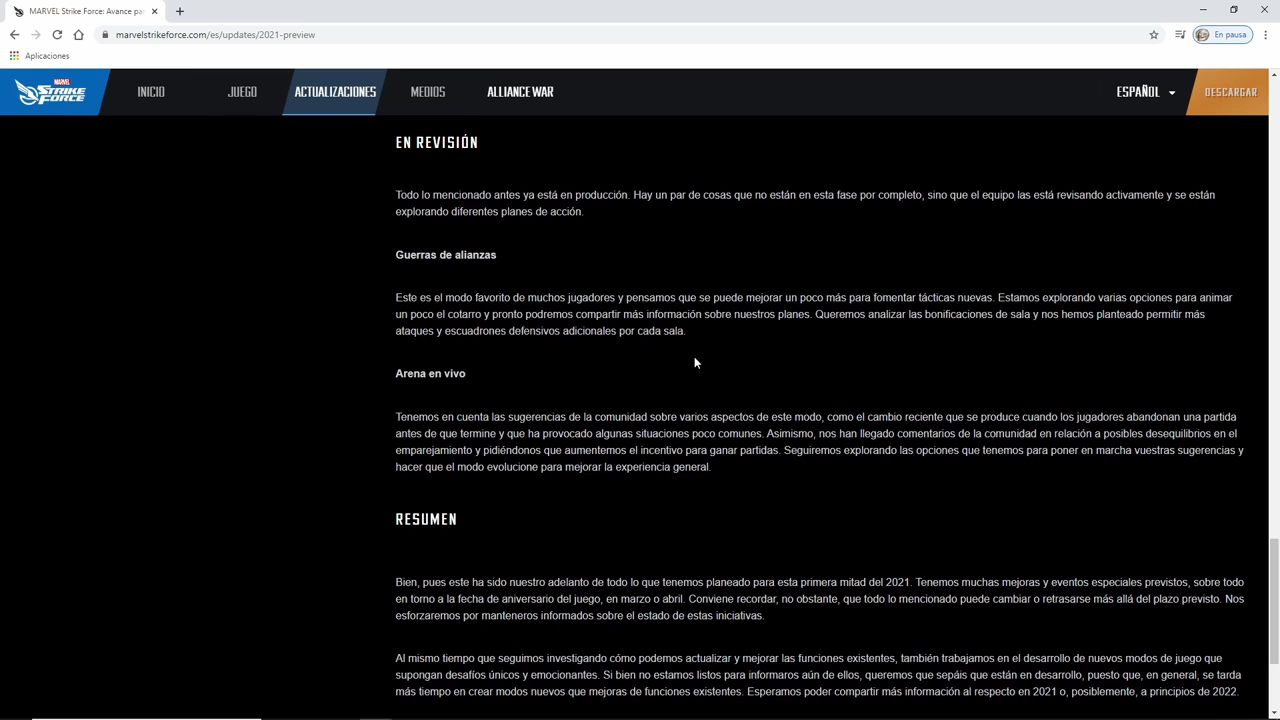 MARVEL Strike Force: Avance pa
marvelstrikeforce.com/es/updates/2021-preview
En pausa
Aplicaciones
MARVEL
STRIKE FORCE
INICIO
JUEGO
ACTUALIZACIONES
MEDIOS
ALLIANCE WAR
ESPAÑOL
DESCARGAR
EN REVISIÓN
Todo lo mencionado antes ya está en producción. Hay un par de cosas que no están en esta fase por completo, sino que el equipo las está revisando activamente y se están
explorando diferentes planes de acción.
Guerras de alianzas
Este es el modo favorito de muchos jugadores y pensamos que se puede mejorar un poco más para fomentar tácticas nuevas. Estamos explorando varias opciones para animar
un poco el cotarro y pronto podremos compartir más información sobre nuestros planes. Queremos analizar las bonificaciones de sala y nos hemos planteado permitir más
ataques y escuadrones defensivos adicionales por cada sala.
Arena en vivo
Tenemos en cuenta las sugerencias de la comunidad sobre varios aspectos de este modo, como el cambio reciente que se produce cuando los jugadores abandonan una partida
antes de que termine y que ha provocado algunas situaciones poco comunes. Asimismo, nos han llegado comentarios de la comunidad en relación a posibles desequilibrios en el
emparejamiento y pidiéndonos que aumentemos el incentivo para ganar partidas. Seguiremos explorando las opciones que tenemos para poner en marcha vuestras sugerencias y
hacer que el modo evolucione para mejorar la experiencia general.
RESUMEN
Bien, pues este ha sido nuestro adelanto de todo lo que tenemos planeado para esta primera mitad del 2021. Tenemos muchas mejoras y eventos especiales previstos, sobre todo
en torno a la fecha de aniversario del juego, en marzo o abril. Conviene recordar, no obstante, que todo lo mencionado puede cambiar o retrasarse más allá del plazo previsto. Nos
esforzaremos por manteneros informados sobre el estado de estas iniciativas.
Al mismo tiempo que seguimos investigando cómo podemos actualizar y mejorar las funciones existentes, también trabajamos en el desarrollo de nuevos modos de juego que
supongan desafíos únicos y emocionantes. Si bien no estamos listos para informaros aún de ellos, queremos que sepáis que están en desarrollo, puesto que, en general, se tarda
más tiempo en crear modos nuevos que mejoras de funciones existentes. Esperamos poder compartir más información al respecto en 2021 o, posiblemente, a principios de 2022.